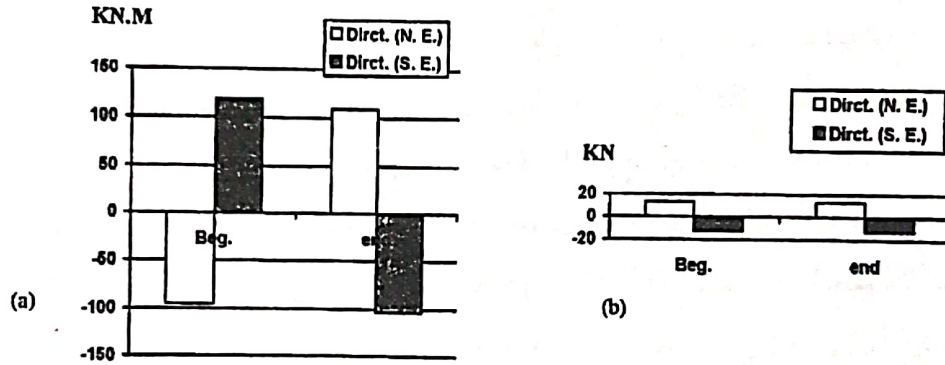 KN.M
Dirct. (N. E.)
Dirct. (S. E.)
150
100
50
0
-50
-100
-150
Beg.
end
(a)
Dirct. (N. E.)
Dirct. (S. E.)
KN
20
0
-20
Beg.
end
(b)